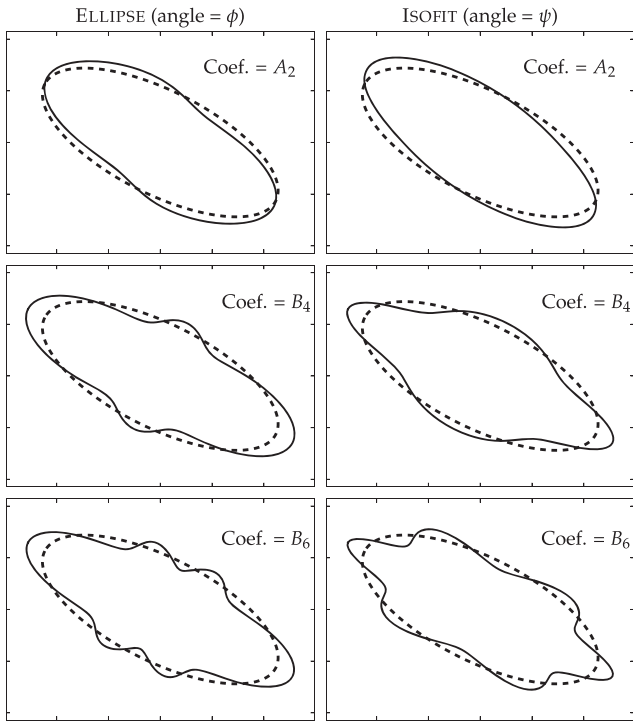 ELLIPSE (angle = ϕ)
ISOFIT (angle = ψ)
Coef. = A₂
Coef. = A₂
Coef. = B₄
Coef. = B₄
Coef. = B₆
Coef. = B₆